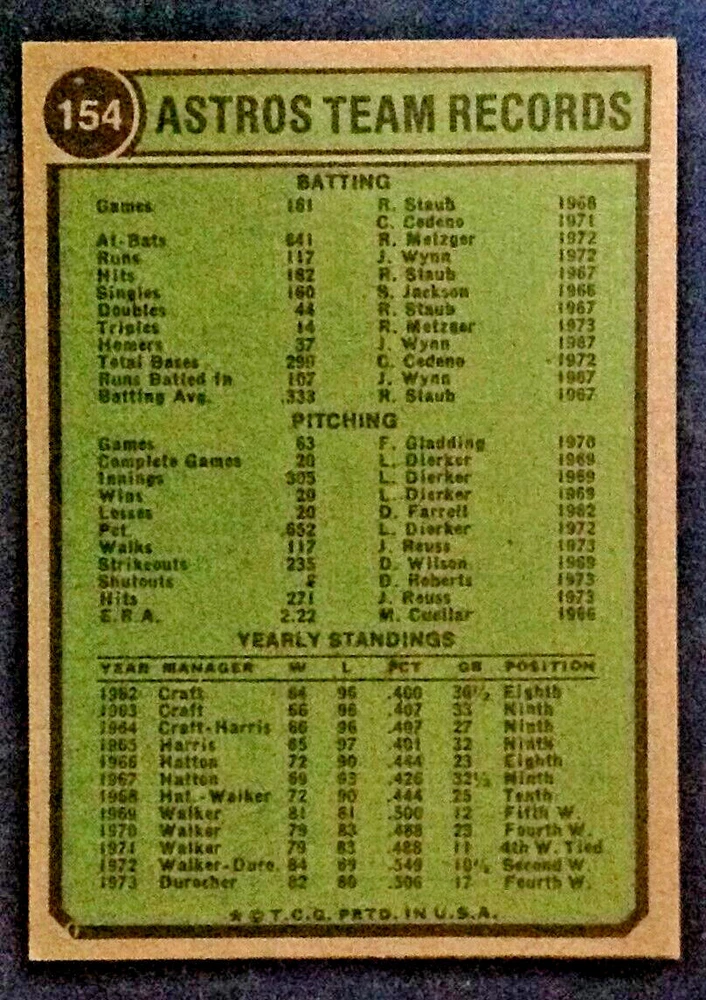 154 ASTROS TEAM RECORDS
BATTING
Games 161 R. Staub 1968
C. Cedeno 1971
At-Bats 641 R. Metzger 1972
Runs 117 J. Wynn 1972
Hits 182 R. Staub 1967
Singles 160 S. Jackson 1966
Doubles 44 R. Staub 1967
Triples 14 R. Metzger 1973
Homers 37 J. Wynn 1967
Total Bases 290 C. Cedeno 1972
Runs Batted In 107 J. Wynn 1967
Batting Avg. .333 R. Staub 1967
PITCHING
Games 63 F. Gladding 1970
Complete Games 20 L. Dierker 1969
Innings 305 L. Dierker 1969
Wins 20 L. Dierker 1969
Losses 20 D. Farrell 1962
Pct. .652 L. Dierker 1972
Walks 117 J. Reuss 1973
Strikeouts 235 D. Wilson 1969
Shutouts D. Roberts 1973
Hits 271 J. Reuss 1973
E.R.A. 2.22 M. Cuellar 1966
YEARLY STANDINGS
YEAR MANAGER W L PCT GB POSITION
1962 Craft 64 96 .400 36½ Eighth
1963 Craft 66 96 .407 33 Ninth
1964 Craft-Harris 66 96 .407 27 Ninth
1965 Harris 65 97 .401 32 Ninth
1966 Hatton 72 90 .444 23 Eighth
1967 Hatton 69 93 .426 32½ Ninth
1968 Hat.-Walker 72 90 .444 25 Tenth
1969 Walker 81 81 .500 12 Fifth W.
1970 Walker 79 83 .488 23 Fourth W.
1971 Walker 79 83 .488 11 4th W. Tied
1972 Walker-Duro. 84 69 .549 10½ Second W.
1973 Durocher 82 80 .506 17 Fourth W.
★ © T.C.G. PRTD. IN U.S.A.